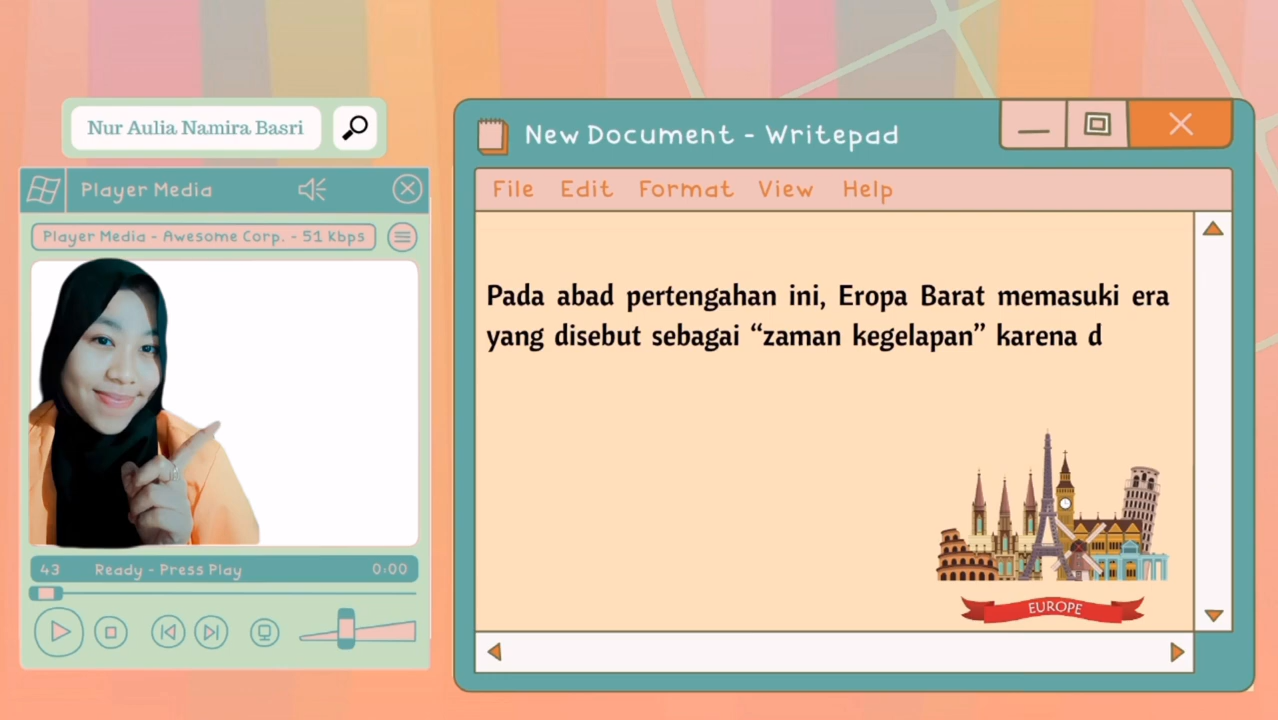 Nur Aulia Namira Basri
Player Media
Player Media - Awesome Corp. - 51 Kbps
43 Ready - Press Play 0:00
New Document - Writepad
File Edit Format View Help
Pada abad pertengahan ini, Eropa Barat memasuki era
yang disebut sebagai “zaman kegelapan” karena d
EUROPE